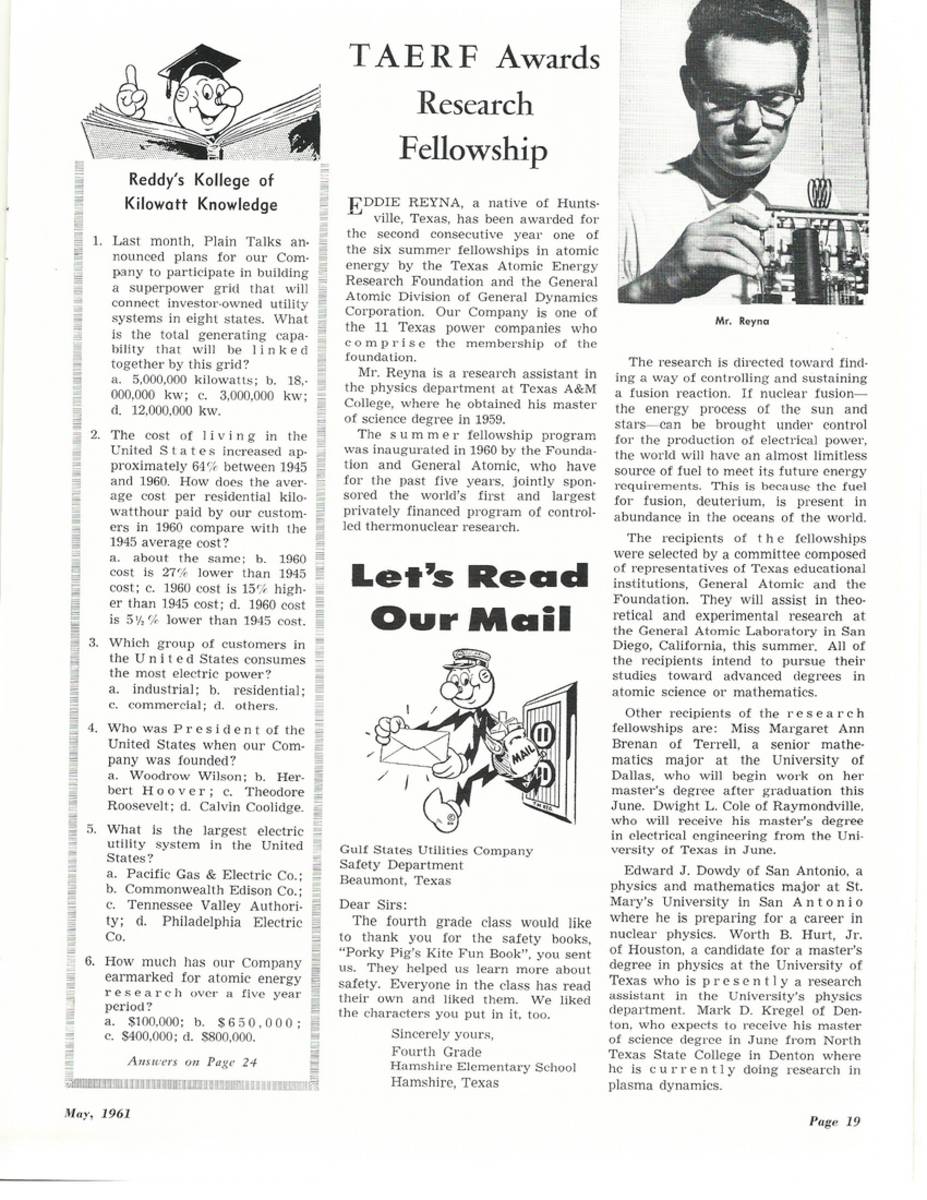 Reddy's Kollege of
Kilowatt Knowledge
1. Last month, Plain Talks an-
nounced plans for our Com-
pany to participate in building
a superpower grid that will
connect investor-owned utility
systems in eight states. What
is the total generating capa-
bility that will be linked
together by this grid?
a. 5,000,000 kilowatts; b. 18,-
000,000 kw; c. 3,000,000 kw;
d. 12,000,000 kw.
2. The cost of living in the
United States increased ap-
proximately 64% between 1945
and 1960. How does the aver-
age cost per residential kilo-
watthour paid by our custom-
ers in 1960 compare with the
1945 average cost?
a. about the same; b. 1960
cost is 27% lower than 1945
cost; c. 1960 cost is 15% high-
er than 1945 cost; d. 1960 cost
is 5½% lower than 1945 cost.
3. Which group of customers in
the United States consumes
the most electric power?
a. industrial; b. residential;
c. commercial; d. others.
4. Who was President of the
United States when our Com-
pany was founded?
a. Woodrow Wilson; b. Her-
bert Hoover; c. Theodore
Roosevelt; d. Calvin Coolidge.
5. What is the largest electric
utility system in the United
States?
a. Pacific Gas & Electric Co.;
b. Commonwealth Edison Co.;
c. Tennessee Valley Authori-
ty; d. Philadelphia Electric
Co.
6. How much has our Company
earmarked for atomic energy
research over a five year
period?
a. $100,000; b. $650,000;
c. $400,000; d. $800,000.
Answers on Page 24
TAERF Awards
Research
Fellowship
EDDIE REYNA, a native of Hunts-
ville, Texas, has been awarded for
the second consecutive year one of
the six summer fellowships in atomic
energy by the Texas Atomic Energy
Research Foundation and the General
Atomic Division of General Dynamics
Corporation. Our Company is one of
the 11 Texas power companies who
comprise the membership of the
foundation.
Mr. Reyna is a research assistant in
the physics department at Texas A&M
College, where he obtained his master
of science degree in 1959.
The summer fellowship program
was inaugurated in 1960 by the Founda-
tion and General Atomic, who have
for the past five years, jointly spon-
sored the world's first and largest
privately financed program of control-
led thermonuclear research.
Let's Read
Our Mail
MAIL
Gulf States Utilities Company
Safety Department
Beaumont, Texas
Dear Sirs:
The fourth grade class would like
to thank you for the safety books,
"Porky Pig's Kite Fun Book", you sent
us. They helped us learn more about
safety. Everyone in the class has read
their own and liked them. We liked
the characters you put in it, too.
Sincerely yours,
Fourth Grade
Hamshire Elementary School
Hamshire, Texas
Mr. Reyna
The research is directed toward find-
ing a way of controlling and sustaining
a fusion reaction. If nuclear fusion—
the energy process of the sun and
stars—can be brought under control
for the production of electrical power,
the world will have an almost limitless
source of fuel to meet its future energy
requirements. This is because the fuel
for fusion, deuterium, is present in
abundance in the oceans of the world.
The recipients of the fellowships
were selected by a committee composed
of representatives of Texas educational
institutions, General Atomic and the
Foundation. They will assist in theo-
retical and experimental research at
the General Atomic Laboratory in San
Diego, California, this summer. All of
the recipients intend to pursue their
studies toward advanced degrees in
atomic science or mathematics.
Other recipients of the research
fellowships are: Miss Margaret Ann
Brenan of Terrell, a senior mathe-
matics major at the University of
Dallas, who will begin work on her
master's degree after graduation this
June. Dwight L. Cole of Raymondville,
who will receive his master's degree
in electrical engineering from the Uni-
versity of Texas in June.
Edward J. Dowdy of San Antonio, a
physics and mathematics major at St.
Mary's University in San Antonio
where he is preparing for a career in
nuclear physics. Worth B. Hurt, Jr.
of Houston, a candidate for a master's
degree in physics at the University of
Texas who is presently a research
assistant in the University's physics
department. Mark D. Kregel of Den-
ton, who expects to receive his master
of science degree in June from North
Texas State College in Denton where
he is currently doing research in
plasma dynamics.
May, 1961
Page 19